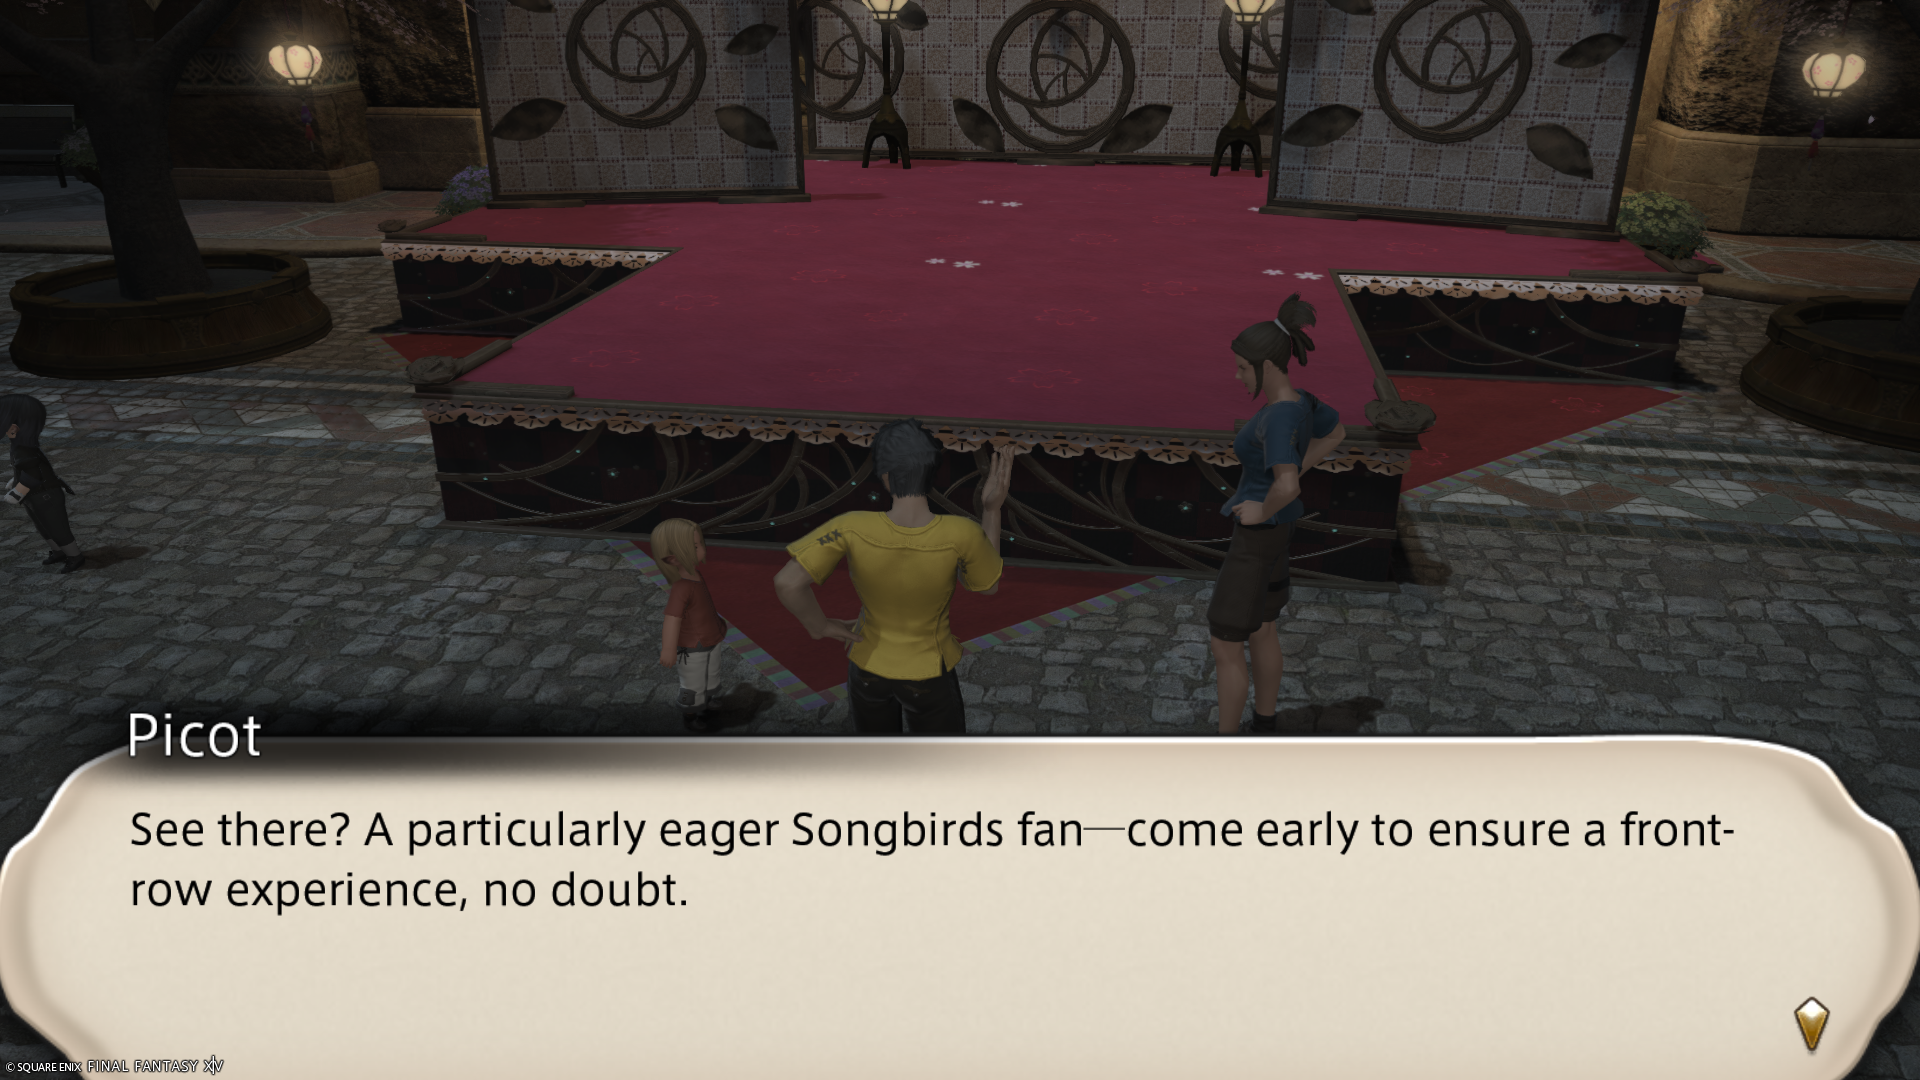 Picot
See there? A particularly eager Songbirds fan—come early to ensure a front-
row experience, no doubt.
© SQUARE ENIX FINAL FANTASY XIV